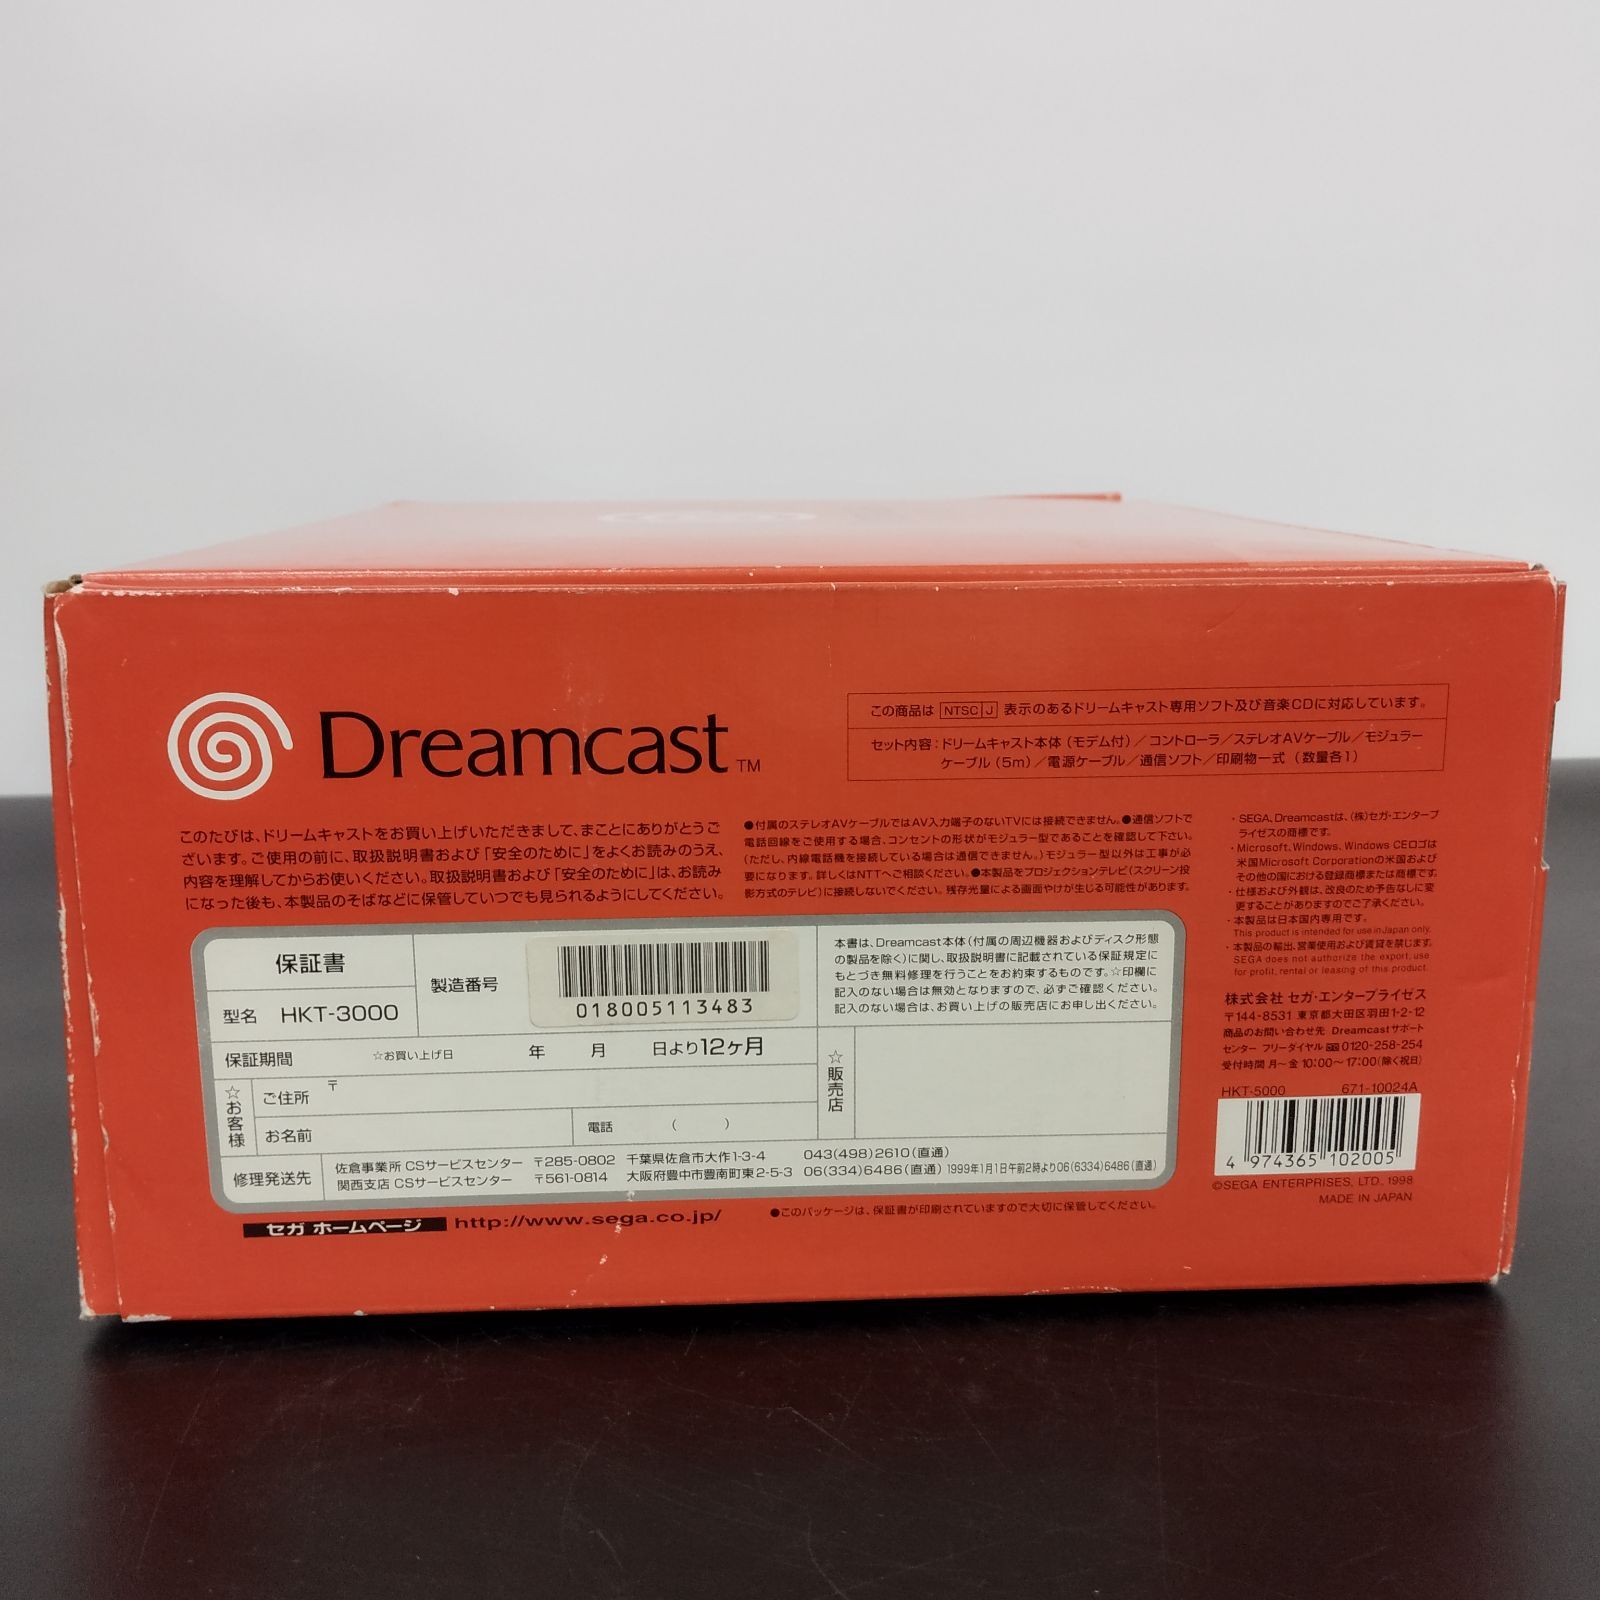 Dreamcast™
この商品は NTSC J 表示のあるドリームキャスト専用ソフト及び音楽CDに対応しています。
セット内容:ドリームキャスト本体(モデム付)/コントローラ/ステレオAVケーブル/モジュラー
ケーブル(5m)/電源ケーブル/通信ソフト/印刷物一式(数量各1)
このたびは、ドリームキャストをお買い上げいただきまして、まことにありがとうご
ざいます。ご使用の前に、取扱説明書および「安全のために」をよくお読みのうえ、
内容を理解してからお使いください。取扱説明書および「安全のために」は、お読み
になった後も、本製品のそばなどに保管していつでも見られるようにしてください。
●付属のステレオAVケーブルではAV入力端子のないTVには接続できません。●通信ソフトで
電話回線をご使用する場合、コンセントの形状がモジュラー型であることを確認して下さい。
(ただし、内線電話機を接続している場合は通信できません。)モジュラー型以外は工事が必
要になります。詳しくはNTTへご相談ください。●本製品をプロジェクションテレビ(スクリーン投
影方式のテレビ)に接続しないでください。残存光量による画面やけが生じる可能性があります。
・SEGA、Dreamcastは、(株)セガ・エンタープ
ライゼスの商標です。
・Microsoft、Windows、Windows CEロゴは
米国Microsoft Corporationの米国および
その他の国における登録商標または商標です。
・仕様および外観は、改良のため予告なしに変
更することがありますのでご了承ください。
・本製品は日本国内専用です。
This product is intended for use in Japan only.
・本製品の輸出、営業使用および賃貸を禁じます。
SEGA does not authorize the export, use
for profit, rental or leasing of this product.
株式会社 セガ・エンタープライゼス
〒144-8531 東京都大田区羽田1-2-12
商品のお問い合わせ先 Dreamcastサポート
センター フリーダイヤル 0120-258-254
受付時間 月~金 10:00~17:00(除く祝日)
HKT-5000 671-10024A
4 974365 102005
©SEGA ENTERPRISES, LTD., 1998
MADE IN JAPAN
保証書
型名 HKT-3000
製造番号
018005113483
本書は、Dreamcast本体(付属の周辺機器およびディスク形態
の製品を除く)に関し、取扱説明書に記載されている保証規定に
もとづき無料修理を行うことをお約束するものです。☆印欄に
記入のない場合は無効となりますので、必ずご確認ください。
記入のない場合は、お買い上げの販売店にお申し出ください。
保証期間 ☆お買い上げ日 年 月 日より12ヶ月
☆お客様
ご住所 〒
お名前
電話 ( )
☆販売店
修理発送先
佐倉事業所 CSサービスセンター 〒285-0802 千葉県佐倉市大作1-3-4 043(498)2610(直通)
関西支店 CSサービスセンター 〒561-0814 大阪府豊中市豊南町東2-5-3 06(334)6486(直通) 1999年1月1日午前2時より06(6334)6486(直通)
セガ ホームページ http://www.sega.co.jp/
●このパッケージは、保証書が印刷されていますので大切に保管してください。